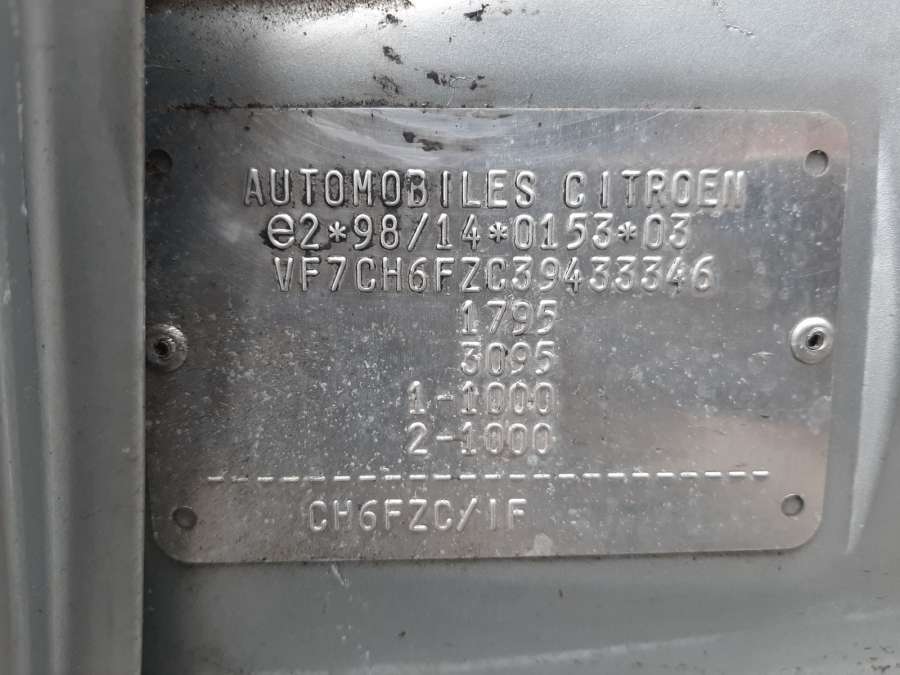 AUTOMOBILES CITROEN
e2*98/14*0153*03
VF7CH6FZC39433346
1795
3095
1-1000
2-1000
-------------------------
CH6FZC/IF